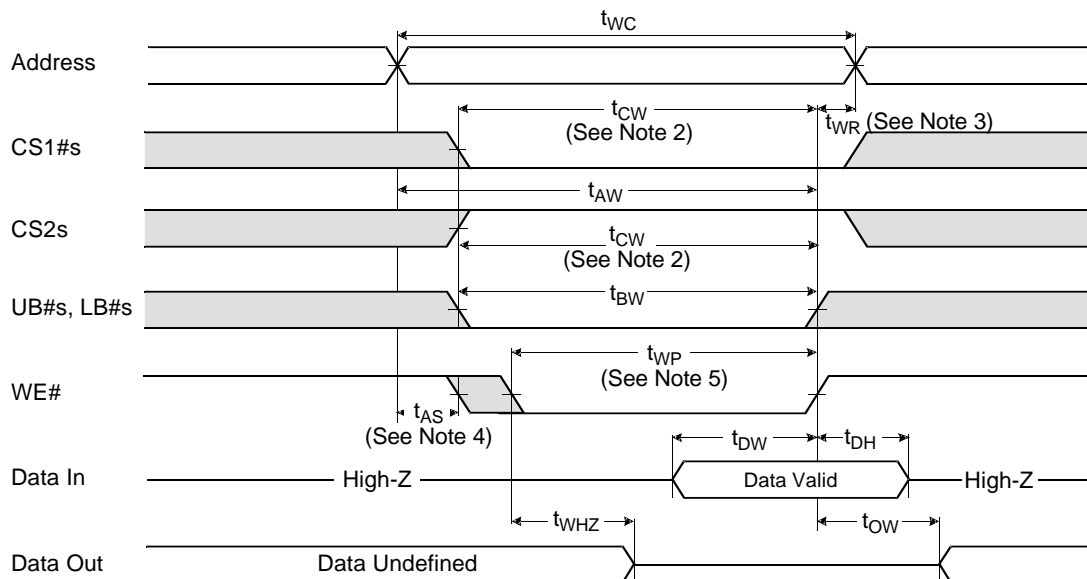 tWC
Address
tCW
(See Note 2)
tWR (See Note 3)
CS1#s
tAW
CS2s
tCW
(See Note 2)
UB#s, LB#s
tBW
tWP
(See Note 5)
WE#
tAS
(See Note 4)
tDW
tDH
Data In
High-Z
Data Valid
High-Z
tWHZ
tOW
Data Out
Data Undefined